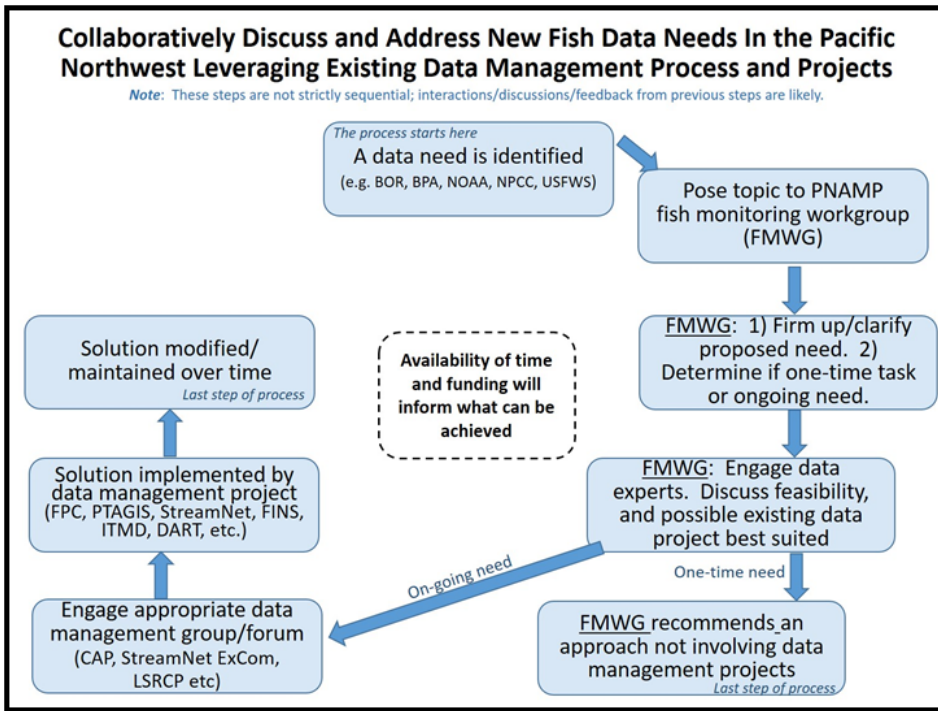 Collaboratively Discuss and Address New Fish Data Needs In the Pacific
Northwest Leveraging Existing Data Management Process and Projects
Note: These steps are not strictly sequential; interactions/discussions/feedback from previous steps are likely.
The process starts here
A data need is identified
(e.g. BOR, BPA, NOAA, NPCC, USFWS)
Pose topic to PNAMP
fish monitoring workgroup
(FMWG)
FMWG: 1) Firm up/clarify
proposed need. 2)
Determine if one-time task
or ongoing need.
FMWG: Engage data
experts. Discuss feasibility,
and possible existing data
project best suited
One-time need
FMWG recommends an
approach not involving data
management projects
Last step of process
On-going need
Engage appropriate data
management group/forum
(CAP, StreamNet ExCom,
LSRCP etc)
Solution implemented by
data management project
(FPC, PTAGIS, StreamNet, FINS,
ITMD, DART, etc.)
Solution modified/
maintained over time
Last step of process
Availability of time
and funding will
inform what can be
achieved